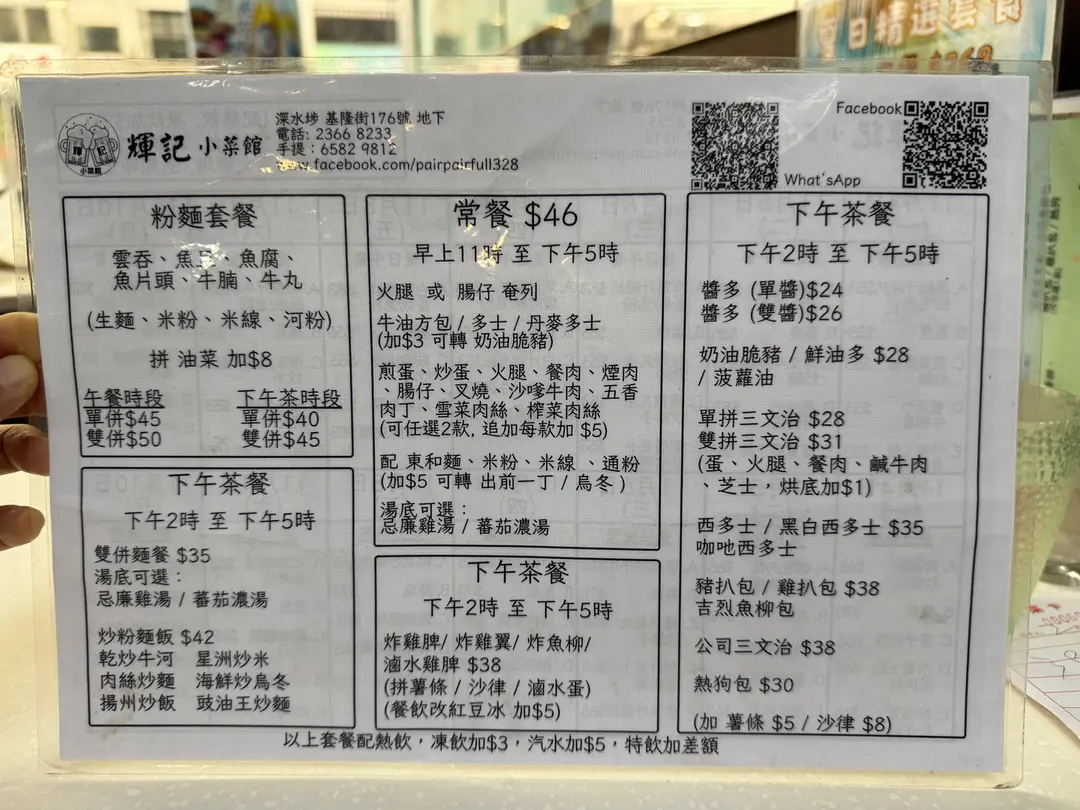 夏日精選套餐
輝記 小菜館
輝 記
小菜館
深水埗 基隆街176號 地下
電話: 2366 8233
手提：6582 9812
www.facebook.com/pairpairfull328
What'sApp
Facebook
粉麵套餐
雲吞、魚旦、魚腐、
魚片頭、牛腩、牛丸
(生麵、米粉、米線、河粉)
拼 油菜 加$8
午餐時段 下午茶時段
單併$45 單併$40
雙併$50 雙併$45
下午茶餐
下午2時 至 下午5時
雙併麵餐 $35
湯底可選：
忌廉雞湯 / 蕃茄濃湯
炒粉麵飯 $42
乾炒牛河 星洲炒米
肉絲炒麵 海鮮炒烏冬
揚州炒飯 豉油王炒麵
常餐 $46
早上11時 至 下午5時
火腿 或 腸仔 奄列
牛油方包 / 多士 / 丹麥多士
(加$3 可轉 奶油脆豬)
煎蛋、炒蛋、火腿、餐肉、煙肉
、腸仔、叉燒、沙嗲牛肉、五香
肉丁、雪菜肉絲、榨菜肉絲
(可任選2款, 追加每款加 $5)
配 東和麵、米粉、米線 、通粉
(加$5 可轉 出前一丁 / 烏冬 )
湯底可選：
忌廉雞湯 / 蕃茄濃湯
下午茶餐
下午2時 至 下午5時
炸雞脾/ 炸雞翼/ 炸魚柳/
滷水雞脾 $38
(拼薯條 / 沙律 / 滷水蛋)
(餐飲改紅豆冰 加$5)
下午茶餐
下午2時 至 下午5時
醬多 (單醬)$24
醬多 (雙醬)$26
奶油脆豬 / 鮮油多 $28
/ 菠蘿油
單拼三文治 $28
雙拼三文治 $31
(蛋、火腿、餐肉、鹹牛肉
、芝士，烘底加$1)
西多士 / 黑白西多士 $35
咖吔西多士
豬扒包 / 雞扒包 $38
吉烈魚柳包
公司三文治 $38
熱狗包 $30
(加 薯條 $5 / 沙律 $8)
以上套餐配熱飲，凍飲加$3，汽水加$5，特飲加差額